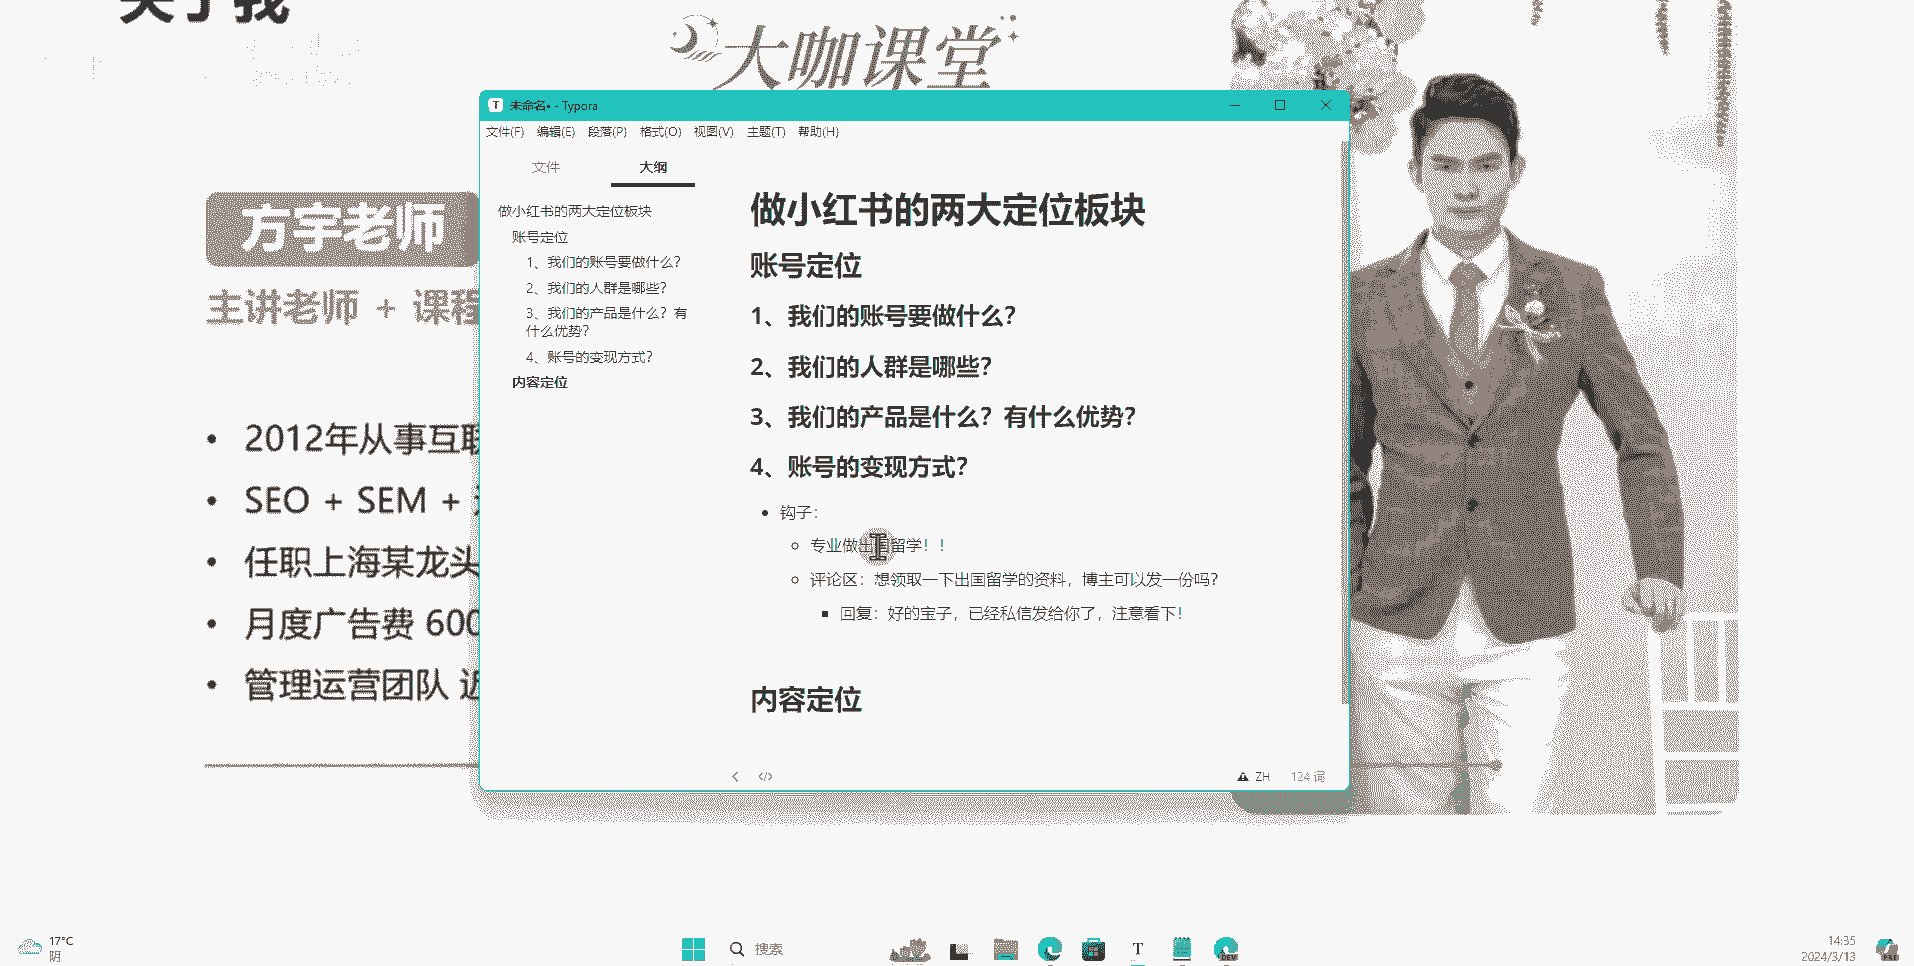 关于我
大咖课堂
方宇老师
主讲老师 + 课程
2012年从事互联
SEO + SEM +
任职上海某龙头
月度广告费 600
管理运营团队 近
未命名• - Typora
文件(F) 编辑(E) 段落(P) 格式(O) 视图(V) 主题(T) 帮助(H)
文件 大纲
做小红书的两大定位板块
账号定位
1、我们的账号要做什么？
2、我们的人群是哪些？
3、我们的产品是什么？有
什么优势？
4、账号的变现方式？
内容定位
做小红书的两大定位板块
账号定位
1、我们的账号要做什么？
2、我们的人群是哪些？
3、我们的产品是什么？有什么优势？
4、账号的变现方式？
钩子：
专业做出国留学！！
评论区：想领取一下出国留学的资料，博主可以发一份吗？
回复：好的宝子，已经私信发给你了，注意看下！
内容定位
ZH 124 词
17°C
阴
搜索
T
DEV
14:35
2024/3/13
PRE